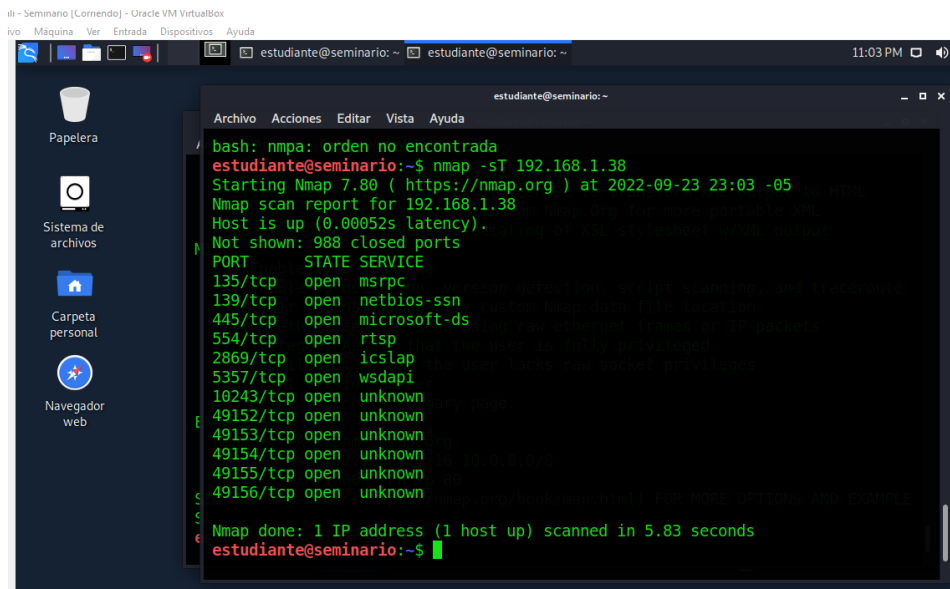 - Seminario [Corriendo] - Oracle VM VirtualBox
Máquina Ver Entrada Dispositivos Ayuda
estudiante@seminario: ~ estudiante@seminario: ~ 11:03 PM
estudiante@seminario: ~
Archivo Acciones Editar Vista Ayuda
Papelera
Sistema de
archivos
Carpeta
personal
Navegador
web
bash: nmpa: orden no encontrada
estudiante@seminario:~$ nmap -sT 192.168.1.38
Starting Nmap 7.80 ( https://nmap.org ) at 2022-09-23 23:03 -05
Nmap scan report for 192.168.1.38
Host is up (0.00052s latency).
Not shown: 988 closed ports
PORT STATE SERVICE
135/tcp open msrpc
139/tcp open netbios-ssn
445/tcp open microsoft-ds
554/tcp open rtsp
2869/tcp open icslap
5357/tcp open wsdapi
10243/tcp open unknown
49152/tcp open unknown
49153/tcp open unknown
49154/tcp open unknown
49155/tcp open unknown
49156/tcp open unknown
Nmap done: 1 IP address (1 host up) scanned in 5.83 seconds
estudiante@seminario:~$